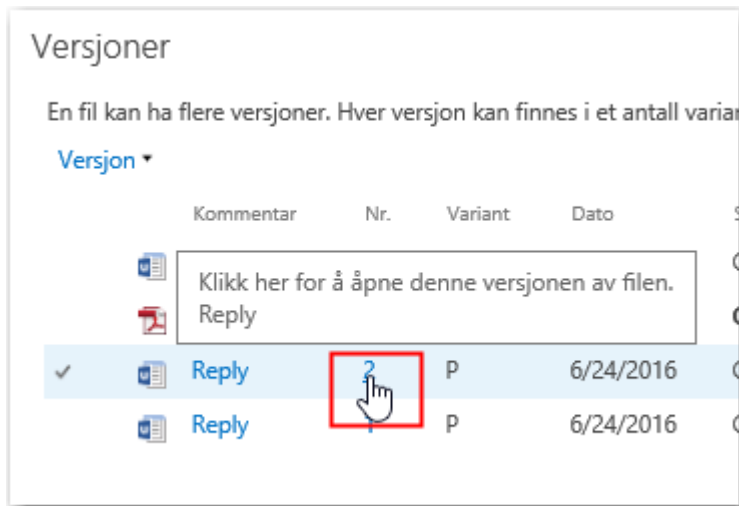 Versjoner
En fil kan ha flere versjoner. Hver versjon kan finnes i et antall
Versjon
Kommentar Nr. Variant Dato
Klikk her for å åpne denne versjonen av filen.
Reply
Reply 2 P 6/24/2016
Reply 1 P 6/24/2016